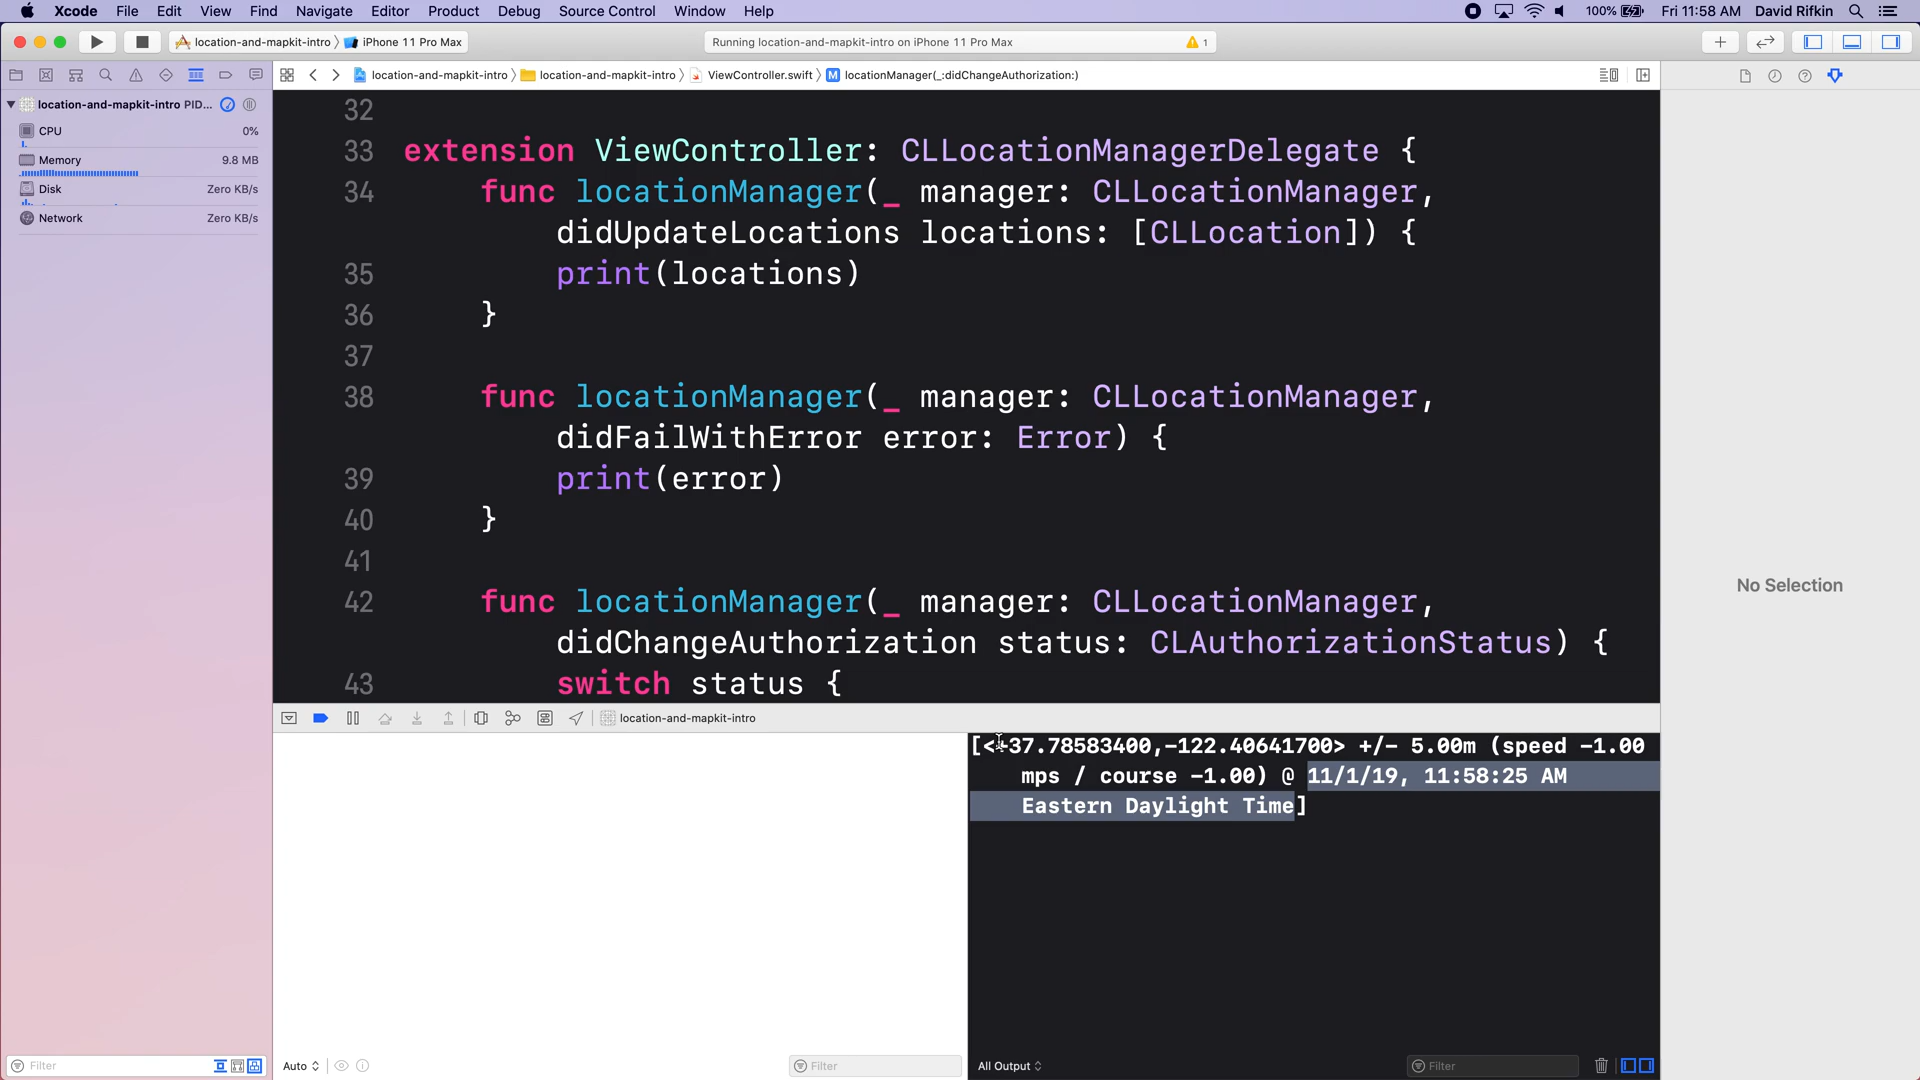 Xcode File Edit View Find Navigate Editor Product Debug Source Control Window Help 100% Fri 11:58 AM David Rifkin
location-and-mapkit-intro iPhone 11 Pro Max Running location-and-mapkit-intro on iPhone 11 Pro Max 1
location-and-mapkit-intro location-and-mapkit-intro ViewController.swift M locationManager(_:didChangeAuthorization:)
location-and-mapkit-intro PID...
CPU 0%
Memory 9.8 MB
Disk Zero KB/s
Network Zero KB/s
32
33 extension ViewController: CLLocationManagerDelegate {
34 func locationManager(_ manager: CLLocationManager,
didUpdateLocations locations: [CLLocation]) {
35 print(locations)
36 }
37
38 func locationManager(_ manager: CLLocationManager,
didFailWithError error: Error) {
39 print(error)
40 }
41
42 func locationManager(_ manager: CLLocationManager,
didChangeAuthorization status: CLAuthorizationStatus) {
43 switch status {
No Selection
location-and-mapkit-intro
[<+37.78583400,-122.40641700> +/- 5.00m (speed -1.00
mps / course -1.00) @ 11/1/19, 11:58:25 AM
Eastern Daylight Time]
Filter Auto Filter All Output Filter